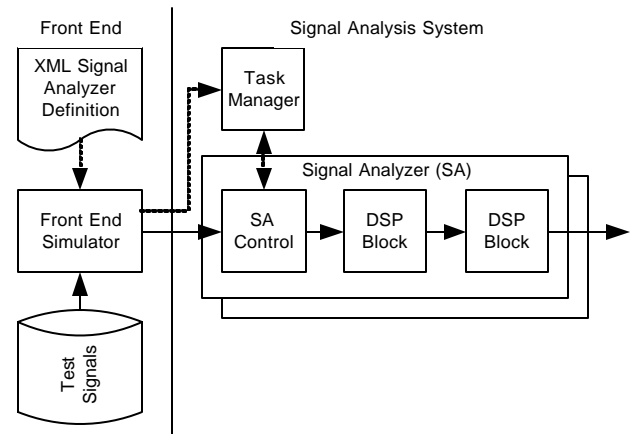 Front End
Signal Analysis System
XML Signal
Analyzer
Definition
Task
Manager
Signal Analyzer (SA)
Front End
Simulator
SA
Control
DSP
Block
DSP
Block
Test
Signals